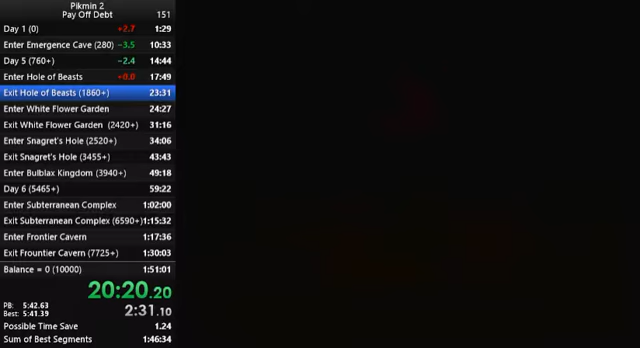 Pikmin 2
Pay Off Debt 151
Day 1 (0) +2.7 1:29
Enter Emergence Cave (280) -3.5 10:33
Day 5 (760+) -2.4 14:44
Enter Hole of Beasts +0.0 17:49
Exit Hole of Beasts (1860+) 23:31
Enter White Flower Garden 24:27
Exit White Flower Garden (2420+) 31:16
Enter Snagret's Hole (2520+) 34:06
Exit Snagret's Hole (3455+) 43:43
Enter Bulblax Kingdom (3940+) 49:18
Day 6 (5465+) 59:22
Enter Subterranean Complex 1:02:00
Exit Subterranean Complex (6590+) 1:15:32
Enter Frontier Cavern 1:17:36
Exit Frountier Cavern (7725+) 1:30:03
Balance = 0 (10000) 1:51:01
20:20.20
PB: 5:42.63
Best: 5:41.39 2:31.10
Possible Time Save 1.24
Sum of Best Segments 1:46:34